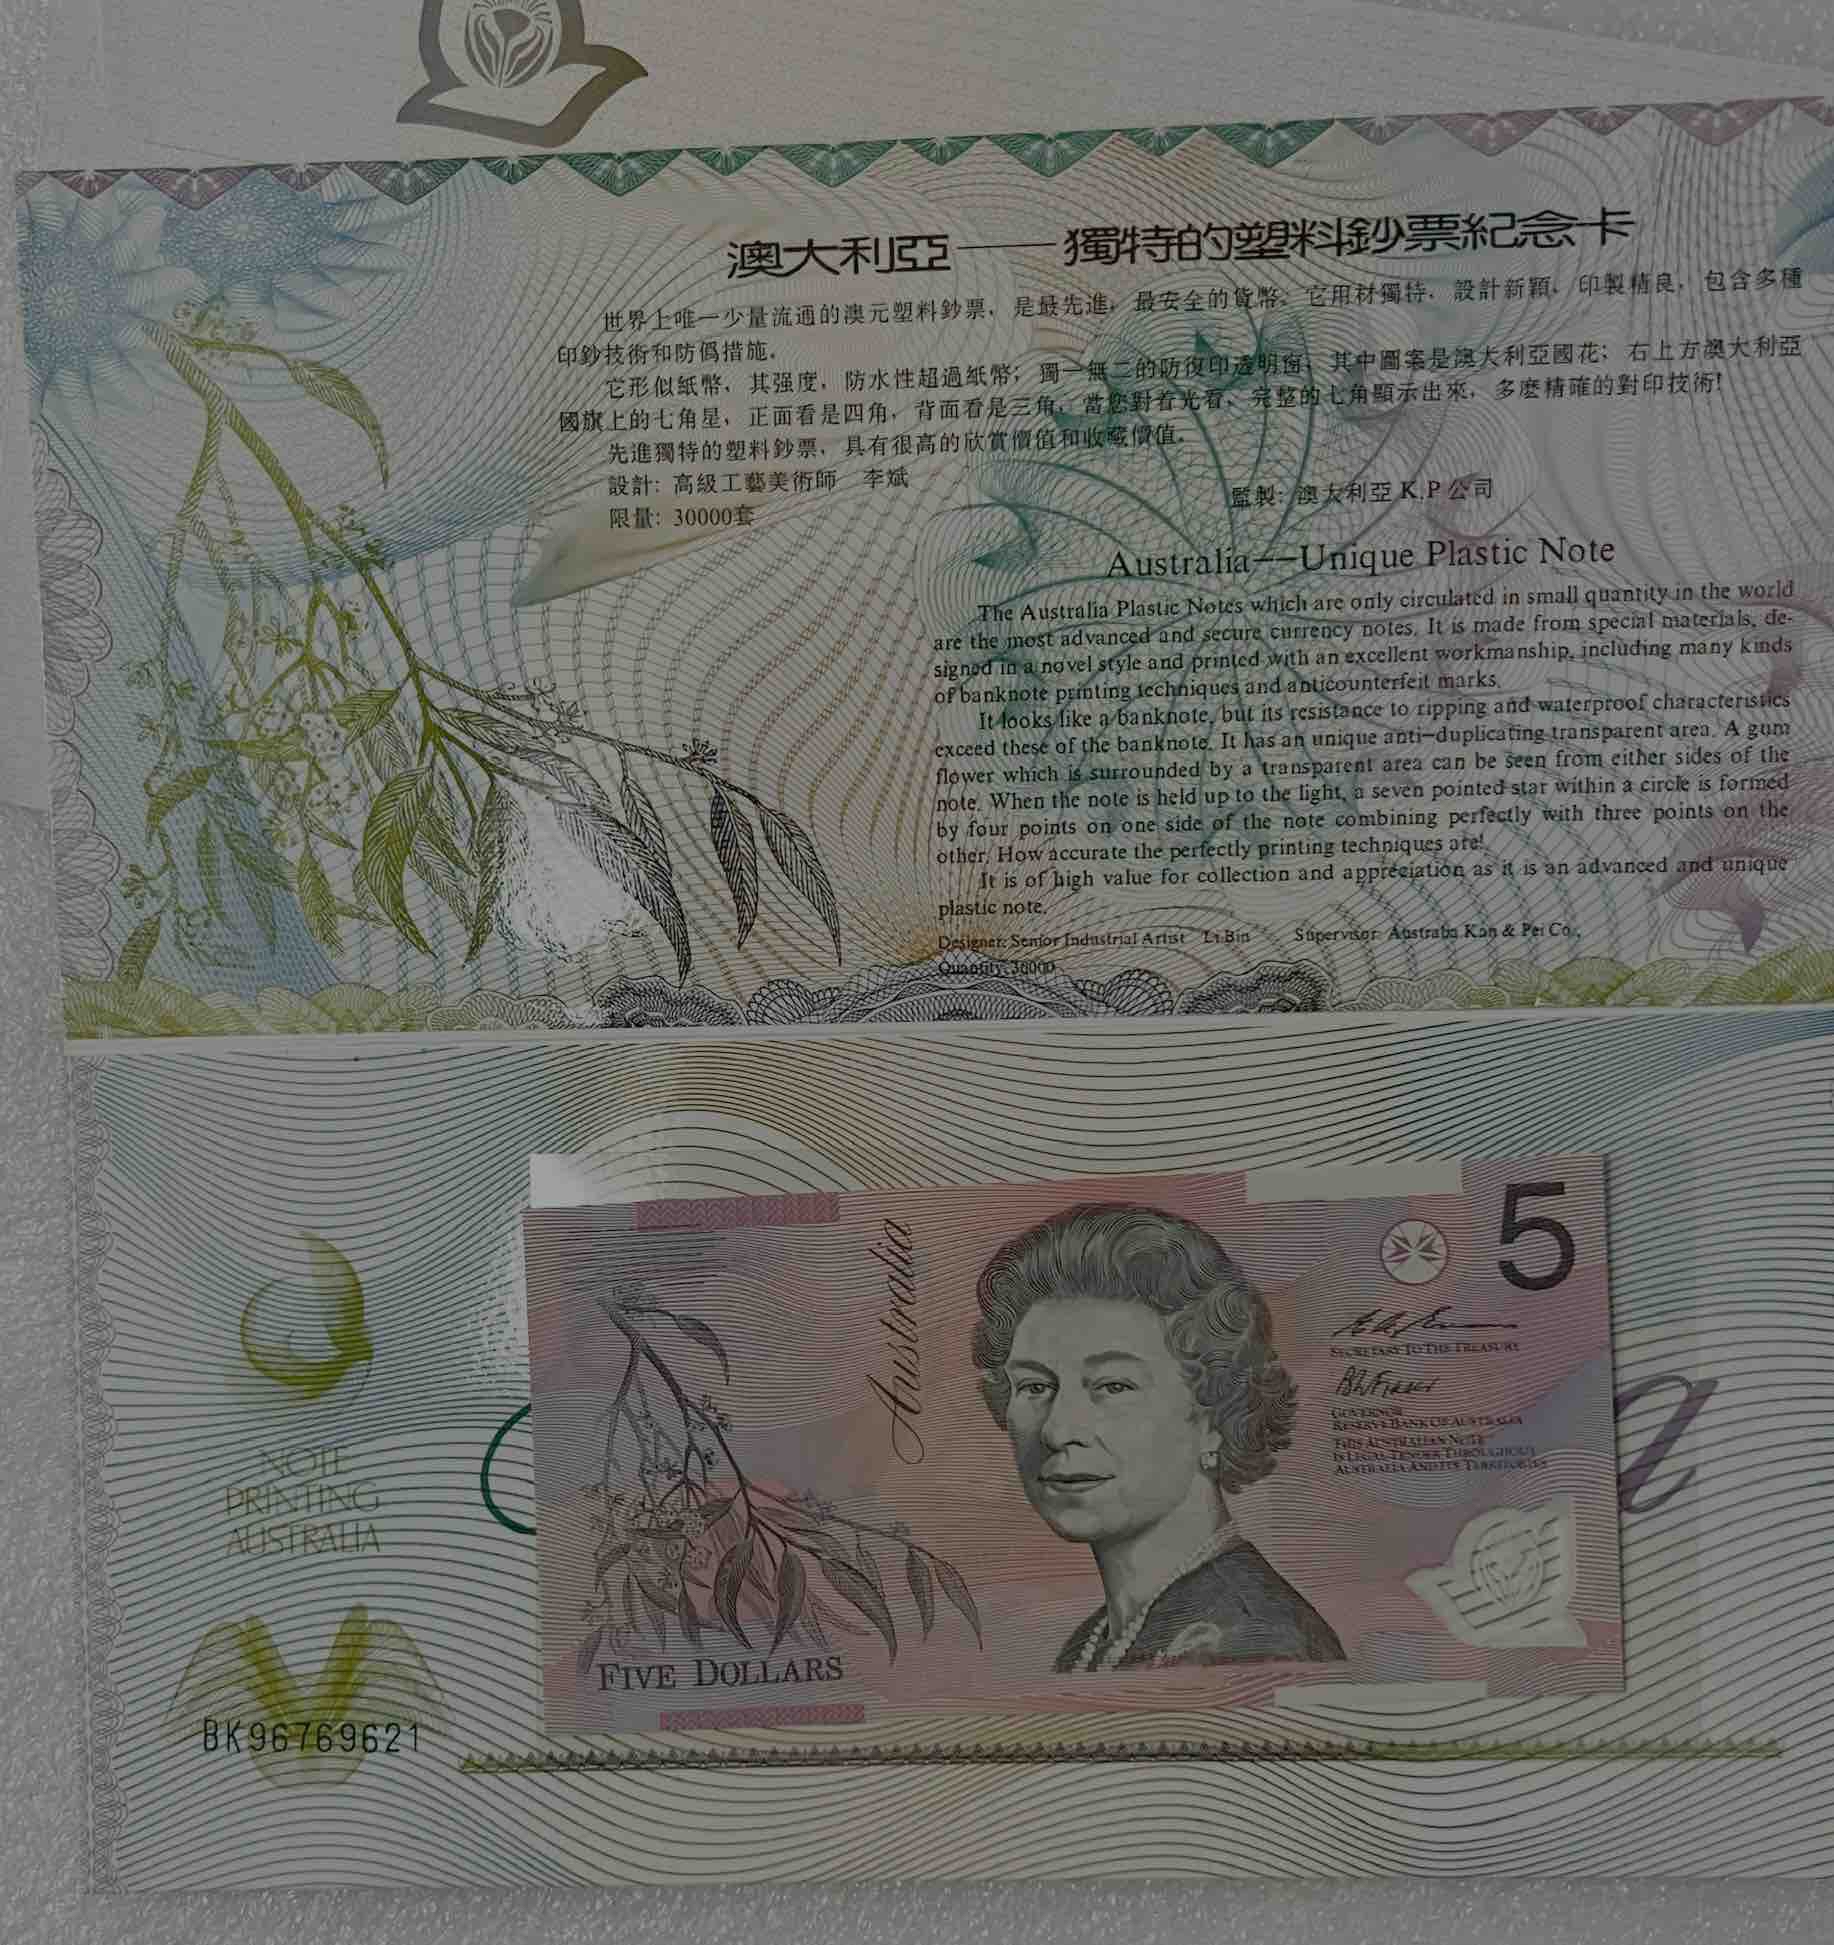 澳大利亞——獨特的塑料鈔票紀念卡
世界上唯一少量流通的澳元塑料鈔票，是最先進，最安全的貨幣。它用材獨特，設計新穎，印製精良，包含多種
印鈔技術和防僞措施。
它形似紙幣，其强度，防水性超過紙幣；獨一無二的防復印透明窗，其中圖案是澳大利亞國花；右上方澳大利亞
國旗上的七角星，正面看是四角，背面看是三角，當您對着光看，完整的七角顯示出來，多麽精確的對印技術！
先進獨特的塑料鈔票，具有很高的欣賞價值和收藏價值。
設計：高級工藝美術師　李斌　監製：澳大利亞 K.P 公司
限量：30000套
Australia——Unique Plastic Note
The Australia Plastic Notes which are only circulated in small quantity in the world
are the most advanced and secure currency notes. It is made from special materials, de-
signed in a novel style and printed with an excellent workmanship, including many kinds
of banknote printing techniques and anticounterfeit marks.
It looks like a banknote, but its resistance to ripping and waterproof characteristics
exceed these of the banknote. It has an unique anti-duplicating transparent area. A gum
flower which is surrounded by a transparent area can be seen from either sides of the
note. When the note is held up to the light, a seven pointed star within a circle is formed
by four points on one side of the note combining perfectly with three points on the
other. How accurate the perfectly printing techniques are!
It is of high value for collection and appreciation as it is an advanced and unique
plastic note.
Designer: Senior Industrial Artist Li Bin Supervisor: Australia Kan & Pei Co.,
Quantity: 30000
5
Australia
SECRETARY TO THE TREASURY
GOVERNOR
RESERVE BANK OF AUSTRALIA
THIS AUSTRALIAN NOTE
IS LEGAL TENDER THROUGHOUT
AUSTRALIA AND ITS TERRITORIES
FIVE DOLLARS
NOTE
PRINTING
AUSTRALIA
BK96769621